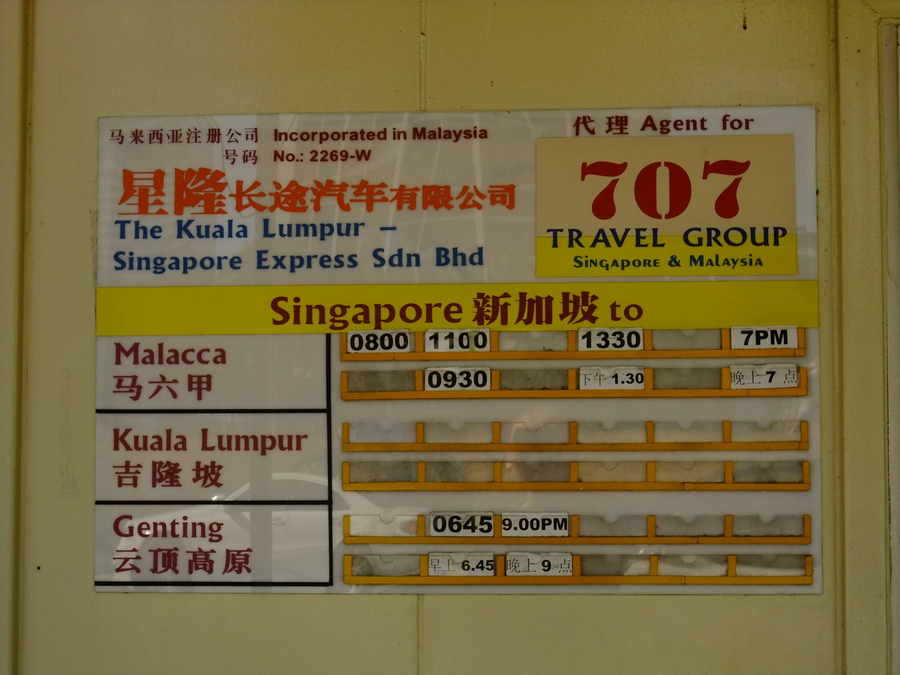 马来西亚注册公司 Incorporated in Malaysia
号码 No.: 2269-W
星隆长途汽车有限公司
The Kuala Lumpur –
Singapore Express Sdn Bhd
代理 Agent for
707
TRAVEL GROUP
SINGAPORE & MALAYSIA
Singapore 新加坡 to
Malacca
马六甲
0800 1100 1330 7PM
0930 下午 1.30 晚上 7 点
Kuala Lumpur
吉隆坡
Genting
云顶高原
0645 9.00PM
早上 6.45 晚上 9 点